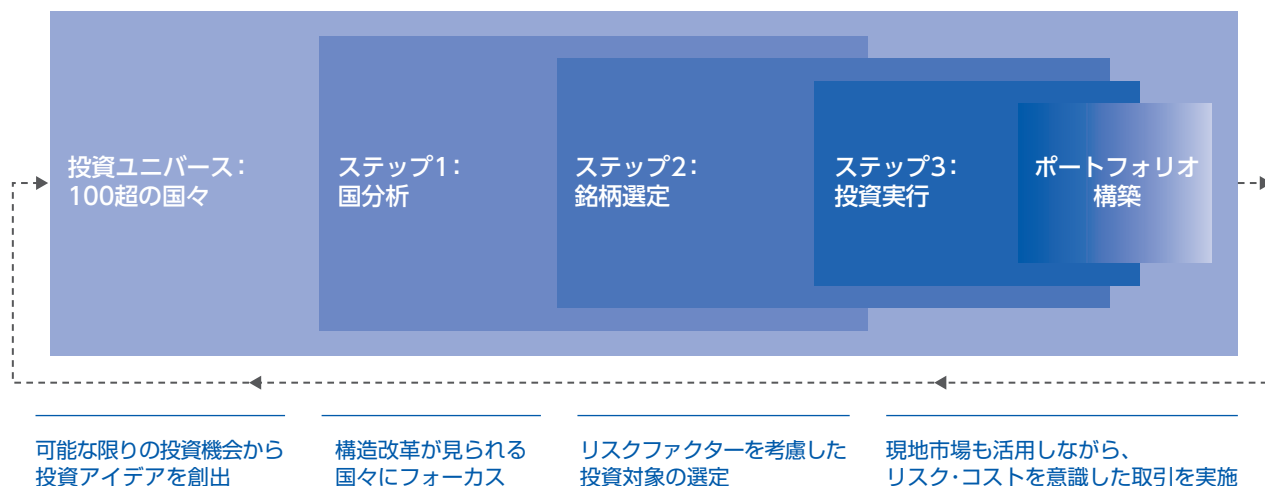 投資ユニバース：
100超の国々
ステップ1：
国分析
ステップ2：
銘柄選定
ステップ3：
投資実行
ポートフォリオ
構築
可能な限りの投資機会から
投資アイデアを創出
構造改革が見られる
国々にフォーカス
リスクファクターを考慮した
投資対象の選定
現地市場も活用しながら、
リスク・コストを意識した取引を実施